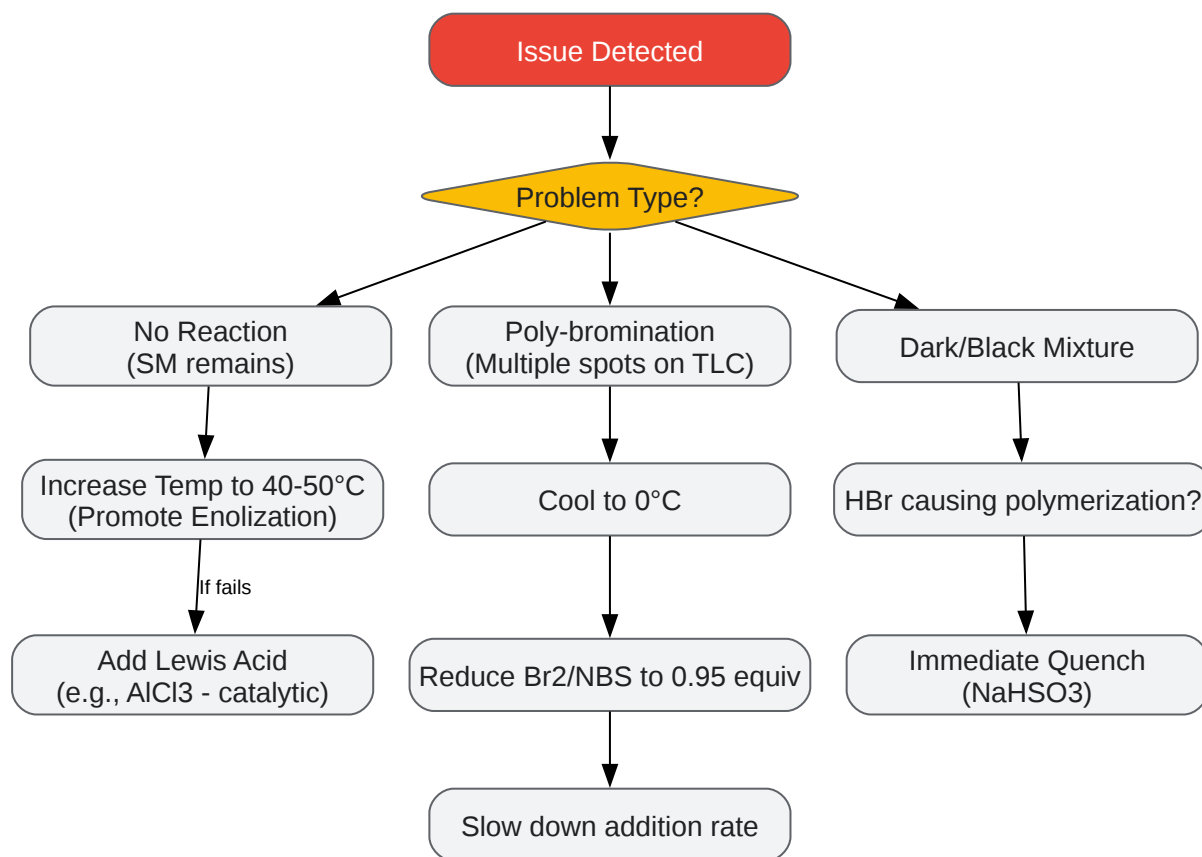 Issue Detected
Problem Type?
No Reaction
(SM remains)
Poly-bromination
(Multiple spots on TLC)
Dark/Black Mixture
Increase Temp to 40-50°C
(Promote Enolization)
Cool to 0°C
HBr causing polymerization?
If fails
Add Lewis Acid
(e.g., AlCl3 - catalytic)
Reduce Br2/NBS to 0.95 equiv
Immediate Quench
(NaHSO3)
Slow down addition rate